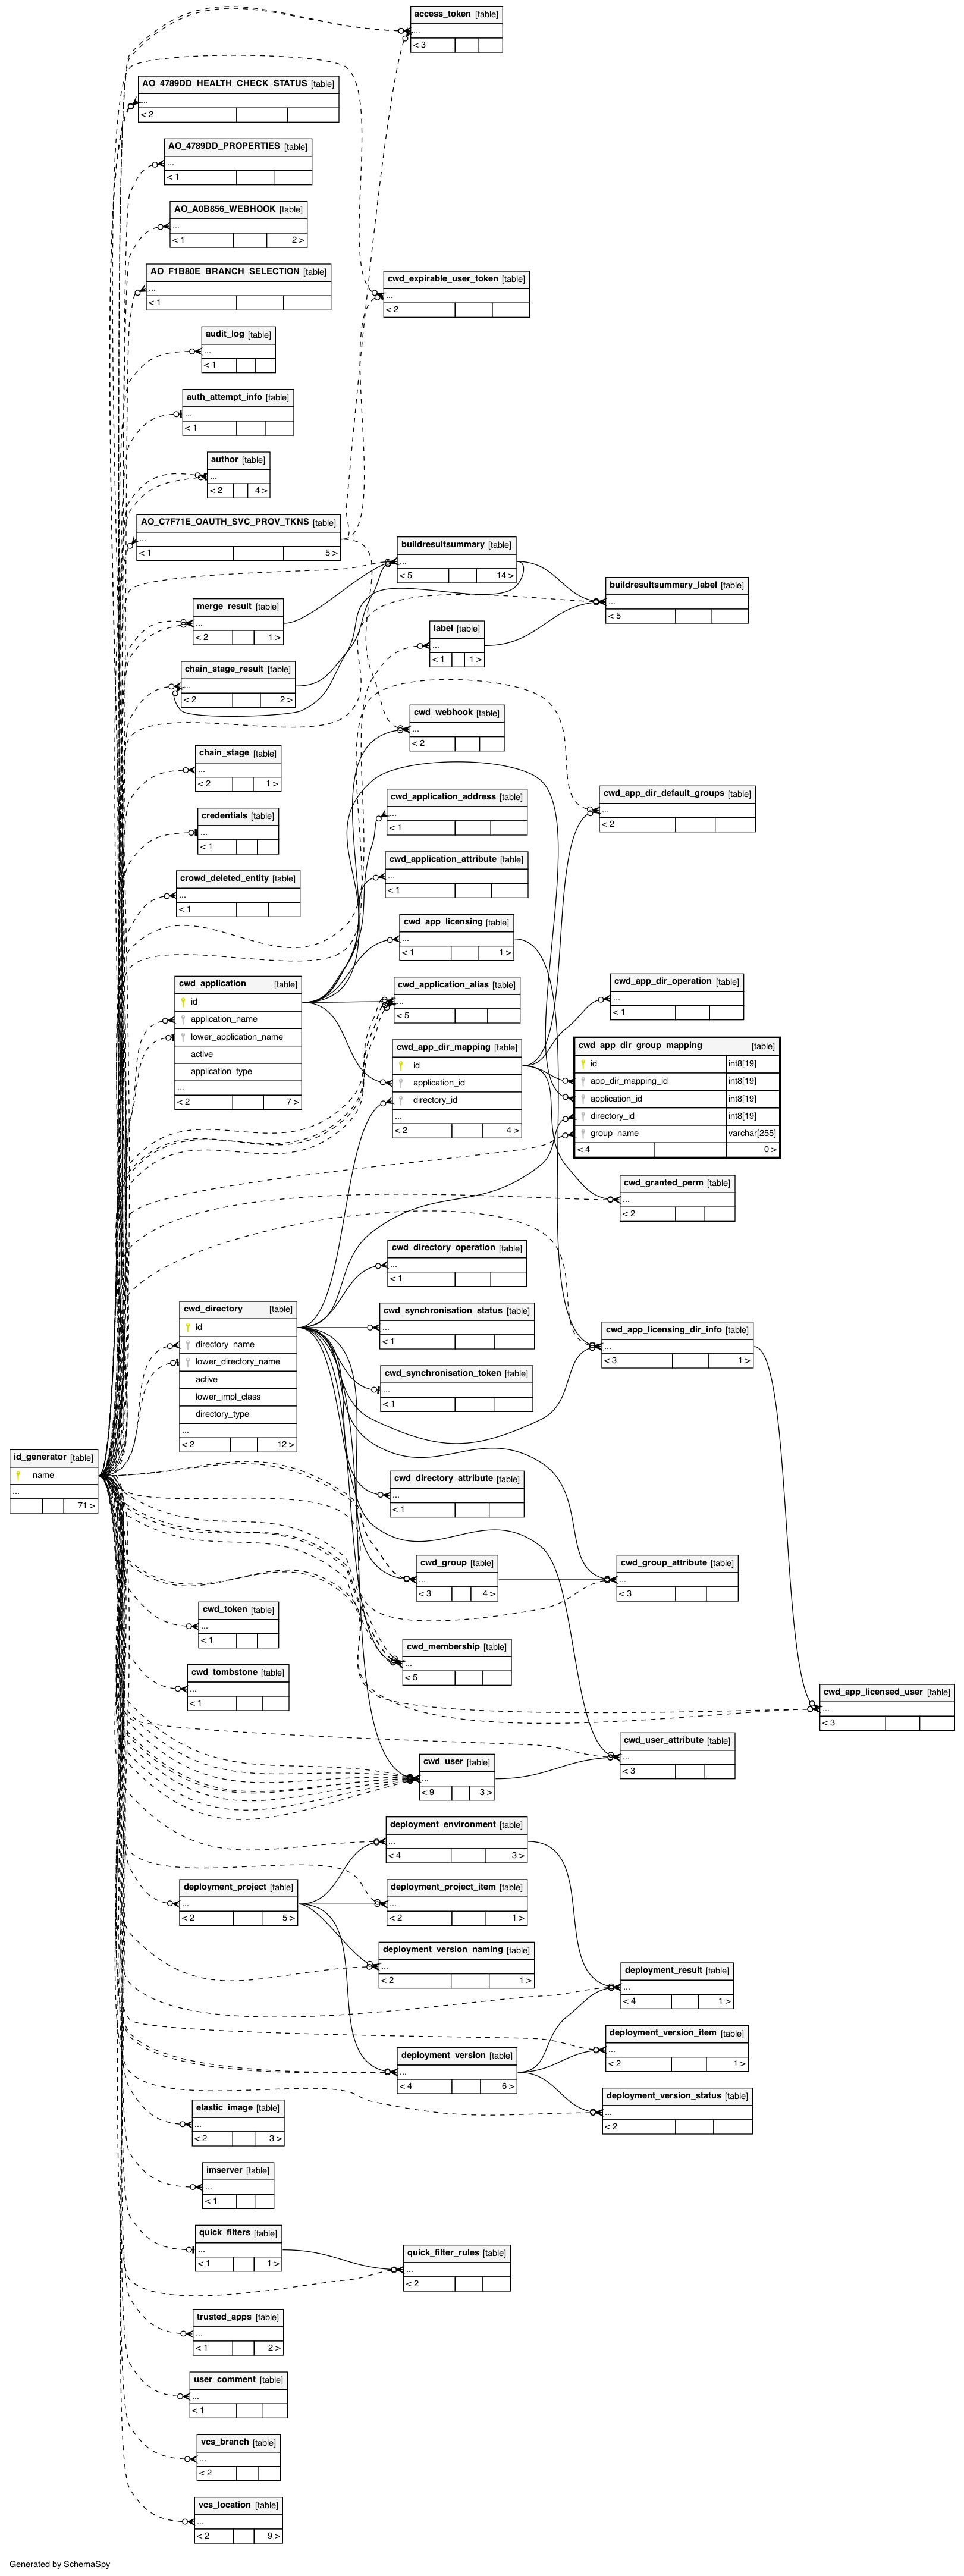 access_token [table]
...
< 3
AO_4789DD_HEALTH_CHECK_STATUS [table]
...
< 2
AO_4789DD_PROPERTIES [table]
...
< 1
AO_A0B856_WEBHOOK [table]
...
< 1 2 >
AO_F1B80E_BRANCH_SELECTION [table]
...
< 1
cwd_expirable_user_token [table]
...
< 2
audit_log [table]
...
< 1
auth_attempt_info [table]
...
< 1
author [table]
...
< 2 4 >
AO_C7F71E_OAUTH_SVC_PROV_TKNS [table]
...
< 1 5 >
buildresultsummary [table]
...
< 5 14 >
buildresultsummary_label [table]
...
< 5
merge_result [table]
...
< 2 1 >
label [table]
...
< 1 1 >
chain_stage_result [table]
...
< 2 2 >
cwd_webhook [table]
...
< 2
chain_stage [table]
...
< 2 1 >
cwd_application_address [table]
...
< 1
cwd_app_dir_default_groups [table]
...
< 2
credentials [table]
...
< 1
cwd_application_attribute [table]
...
< 1
crowd_deleted_entity [table]
...
< 1
cwd_app_licensing [table]
...
< 1 1 >
cwd_application [table]
id
application_name
lower_application_name
active
application_type
...
< 2 7 >
cwd_application_alias [table]
...
< 5
cwd_app_dir_operation [table]
...
< 1
cwd_app_dir_mapping [table]
id
application_id
directory_id
...
< 2 4 >
cwd_app_dir_group_mapping [table]
id int8[19]
app_dir_mapping_id int8[19]
application_id int8[19]
directory_id int8[19]
group_name varchar[255]
< 4 0 >
cwd_granted_perm [table]
...
< 2
cwd_directory_operation [table]
...
< 1
cwd_directory [table]
id
directory_name
lower_directory_name
active
lower_impl_class
directory_type
...
< 2 12 >
cwd_synchronisation_status [table]
...
< 1
cwd_app_licensing_dir_info [table]
...
< 3 1 >
cwd_synchronisation_token [table]
...
< 1
id_generator [table]
name
...
71 >
cwd_directory_attribute [table]
...
< 1
cwd_group [table]
...
< 3 4 >
cwd_group_attribute [table]
...
< 3
cwd_token [table]
...
< 1
cwd_membership [table]
...
< 5
cwd_tombstone [table]
...
< 1
cwd_app_licensed_user [table]
...
< 3
cwd_user_attribute [table]
...
< 3
cwd_user [table]
...
< 9 3 >
deployment_environment [table]
...
< 4 3 >
deployment_project [table]
...
< 2 5 >
deployment_project_item [table]
...
< 2 1 >
deployment_version_naming [table]
...
< 2 1 >
deployment_result [table]
...
< 4 1 >
deployment_version_item [table]
...
< 2 1 >
deployment_version [table]
...
< 4 6 >
deployment_version_status [table]
...
< 2
elastic_image [table]
...
< 2 3 >
imserver [table]
...
< 1
quick_filters [table]
...
< 1 1 >
quick_filter_rules [table]
...
< 2
trusted_apps [table]
...
< 1 2 >
user_comment [table]
...
< 1
vcs_branch [table]
...
< 2
vcs_location [table]
...
< 2 9 >
Generated by SchemaSpy